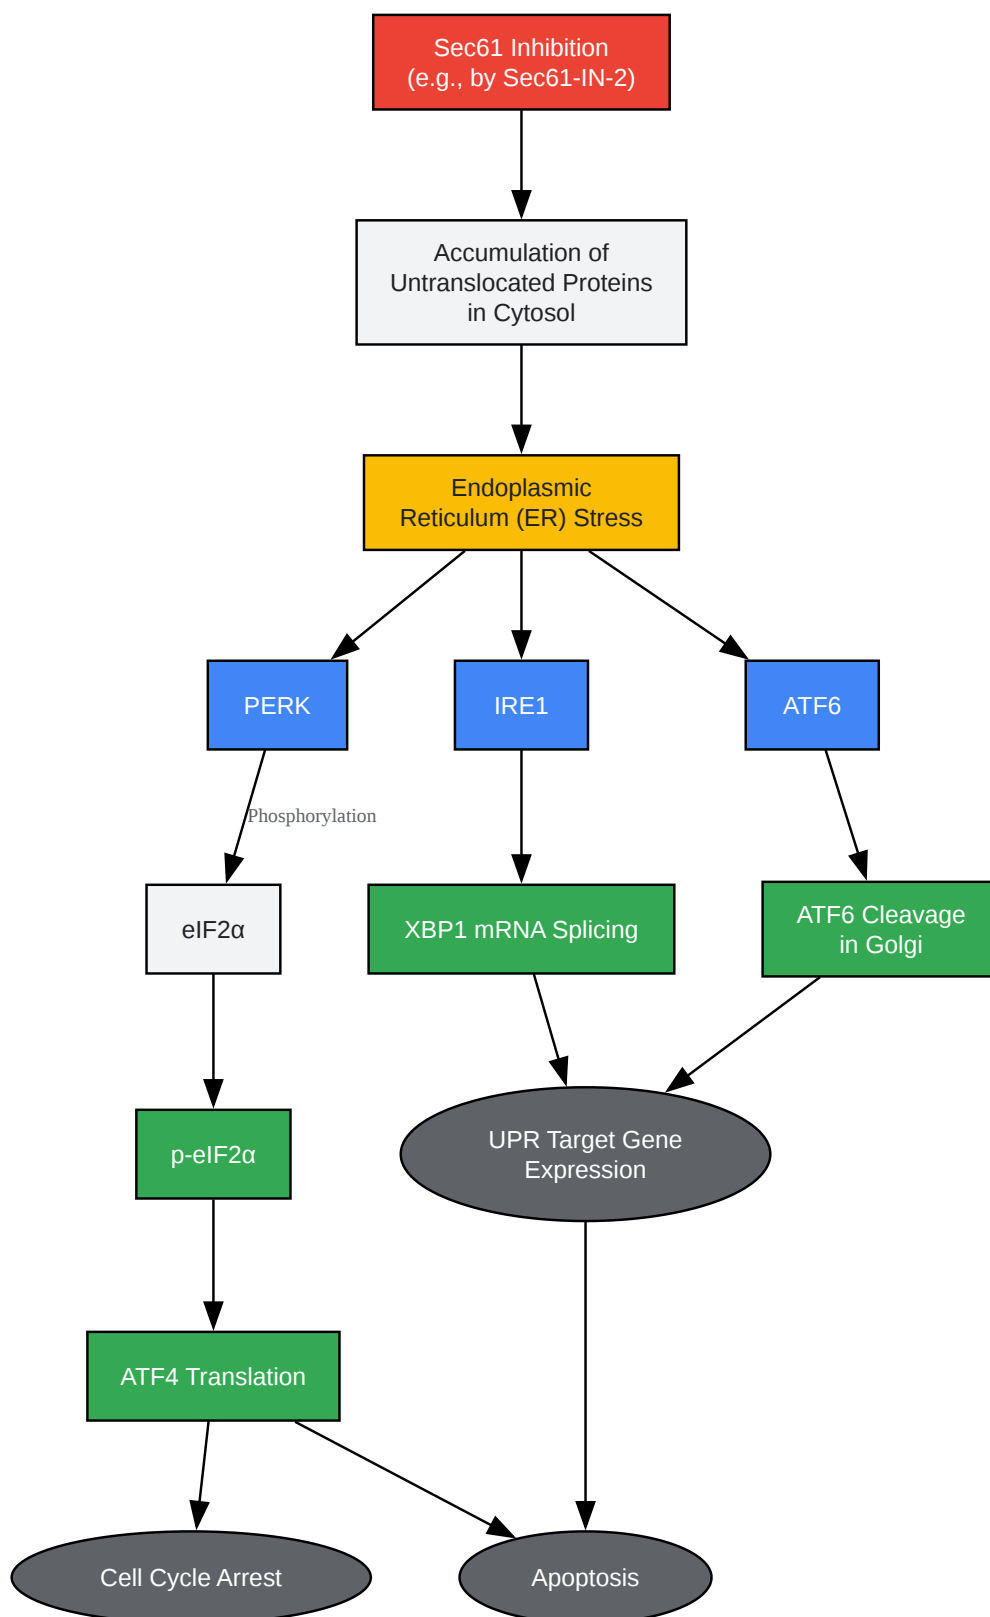 Sec61 Inhibition
(e.g., by Sec61-IN-2)
Accumulation of
Untranslocated Proteins
in Cytosol
Endoplasmic
Reticulum (ER) Stress
PERK
IRE1
ATF6
Phosphorylation
eIF2α
XBP1 mRNA Splicing
ATF6 Cleavage
in Golgi
p-eIF2α
UPR Target Gene
Expression
ATF4 Translation
Cell Cycle Arrest
Apoptosis